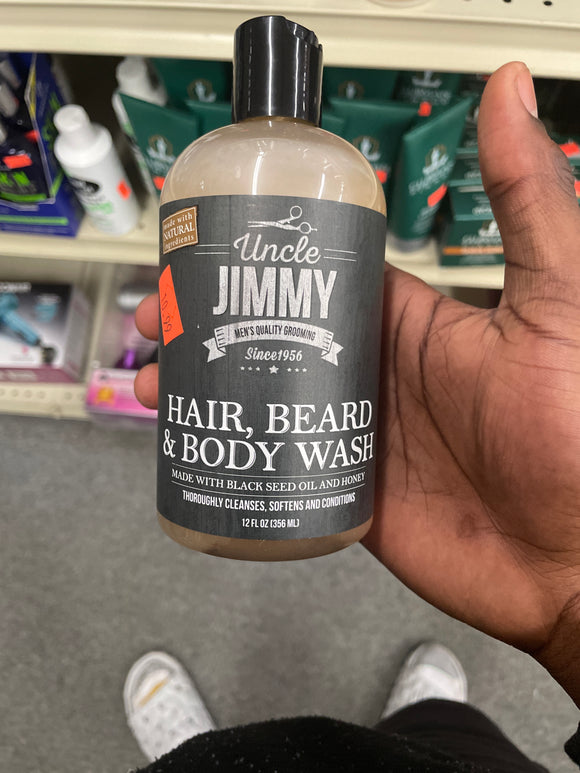 made with
NATURAL
ingredients
Uncle
JIMMY
MEN'S QUALITY GROOMING
Since1956
HAIR, BEARD
& BODY WASH
MADE WITH BLACK SEED OIL AND HONEY
THOROUGHLY CLEANSES, SOFTENS AND CONDITIONS
12 FL OZ (356 ML)